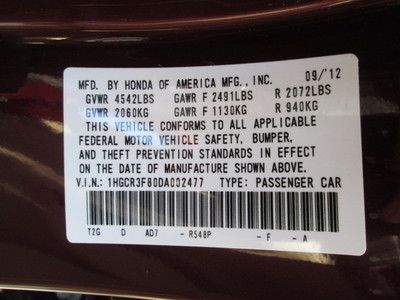 MFD. BY HONDA OF AMERICA MFG., INC. 09/'12
GVWR 4542LBS GAWR F 2491LBS R 2072LBS
GVWR 2060KG GAWR F 1130KG R 940KG
THIS VEHICLE CONFORMS TO ALL APPLICABLE
FEDERAL MOTOR VEHICLE SAFETY, BUMPER,
AND THEFT PREVENTION STANDARDS IN EFFECT
ON THE DATE OF MANUFACTURE SHOWN ABOVE.
V.I.N.: 1HGCR3F80DA002477 TYPE: PASSENGER CAR
T2G D AD7 - R548P - F - A